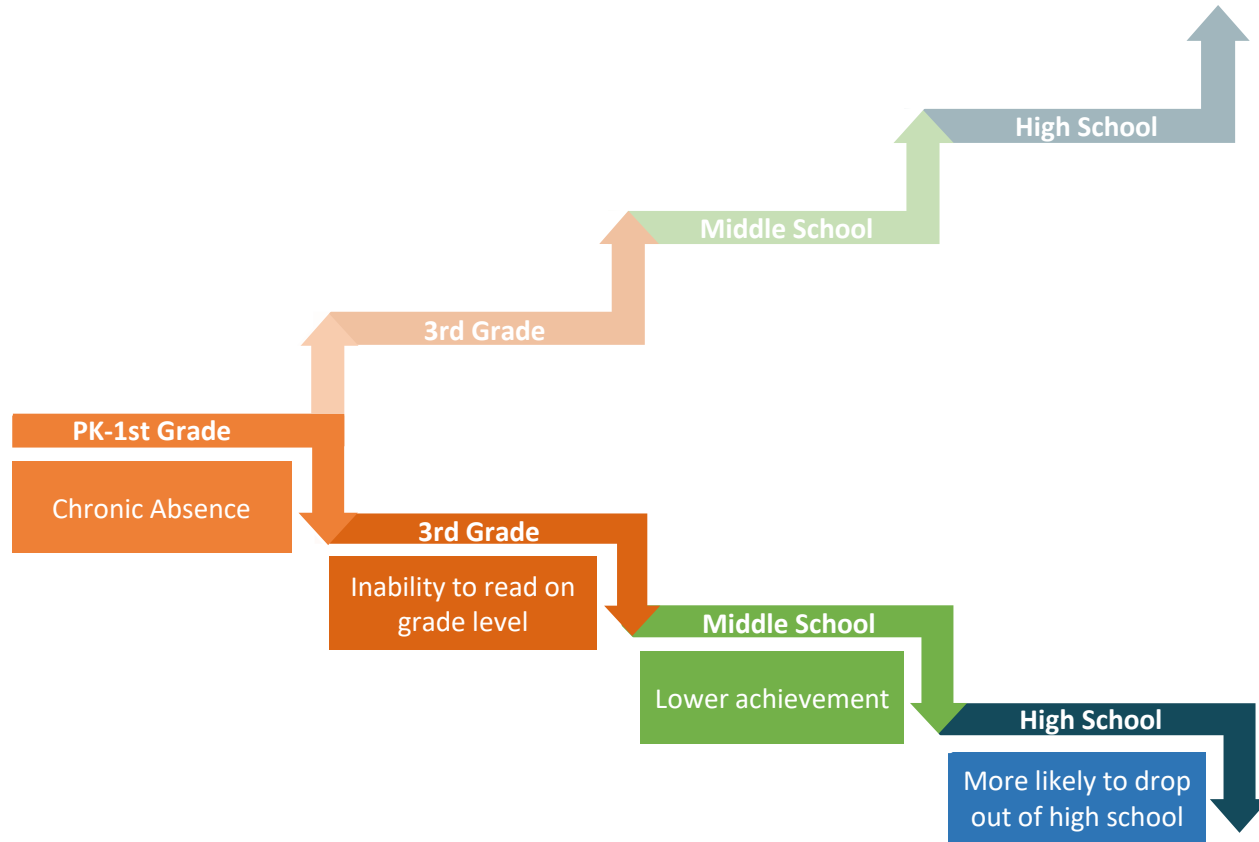 High School
Middle School
3rd Grade
PK-1st Grade
Chronic Absence
3rd Grade
Inability to read on
grade level
Middle School
Lower achievement
High School
More likely to drop
out of high school